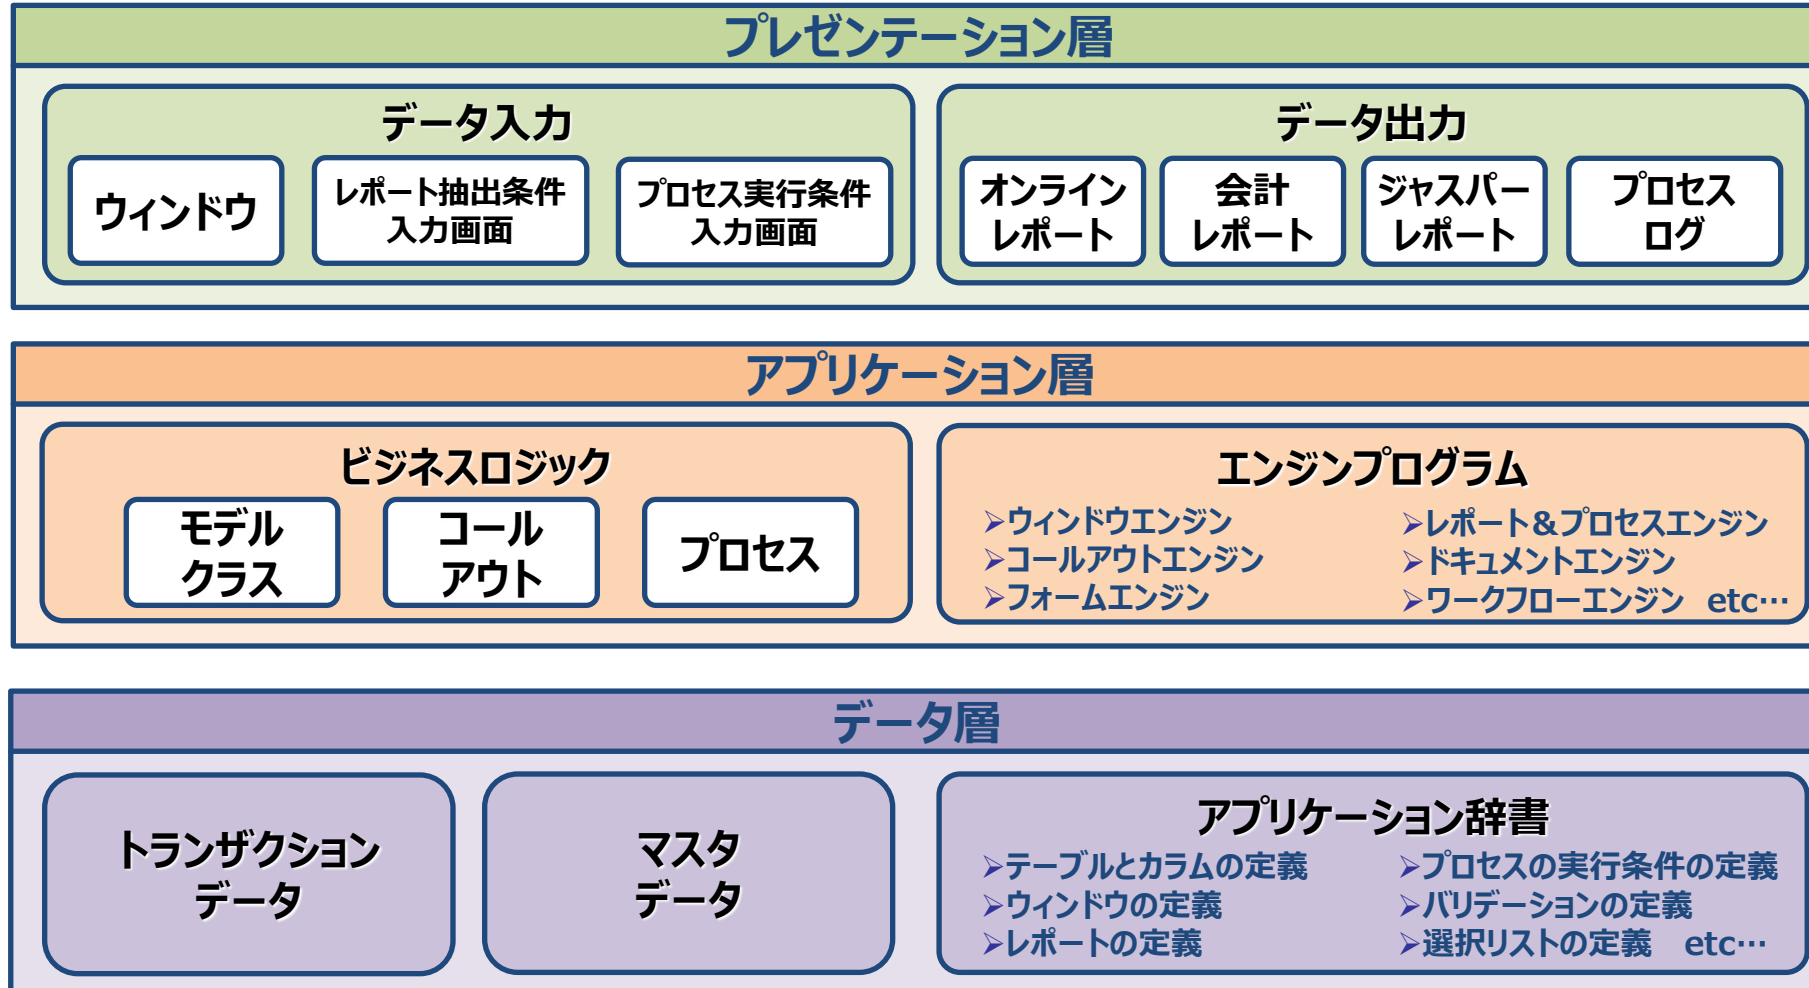 プレゼンテーション層
データ入力
ウィンドウ
レポート抽出条件
入力画面
プロセス実行条件
入力画面
データ出力
オンライン
レポート
会計
レポート
ジャスパー
レポート
プロセス
ログ
アプリケーション層
ビジネスロジック
モデル
クラス
コール
アウト
プロセス
エンジンプログラム
➢ウィンドウエンジン
➢コールアウトエンジン
➢フォームエンジン
➢レポート&プロセスエンジン
➢ドキュメントエンジン
➢ワークフローエンジン etc…
データ層
トランザクション
データ
マスタ
データ
アプリケーション辞書
➢テーブルとカラムの定義
➢ウィンドウの定義
➢レポートの定義
➢プロセスの実行条件の定義
➢バリデーションの定義
➢選択リストの定義 etc…